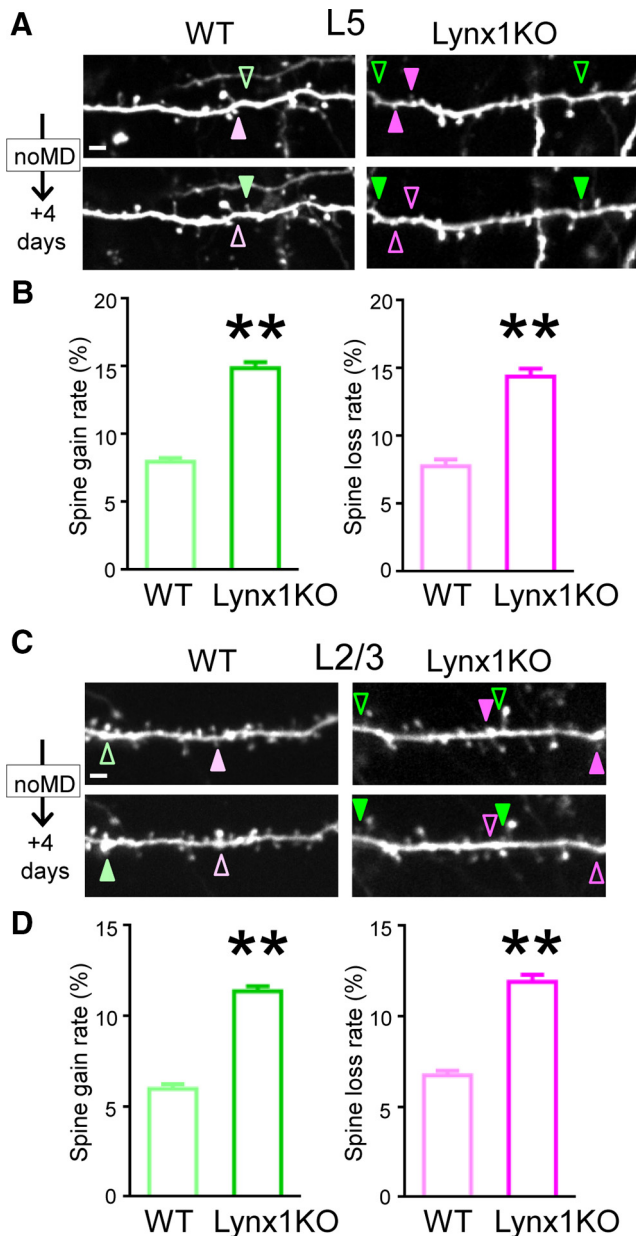 A
L5
WT
Lynx1KO
noMD
+4
days
B
Spine gain rate (%)
20
15
10
5
0
**
WT
Lynx1KO
Spine loss rate (%)
20
15
10
5
0
**
WT
Lynx1KO
C
L2/3
WT
Lynx1KO
noMD
+4
days
D
Spine gain rate (%)
15
10
5
0
**
WT
Lynx1KO
Spine loss rate (%)
15
10
5
0
**
WT
Lynx1KO